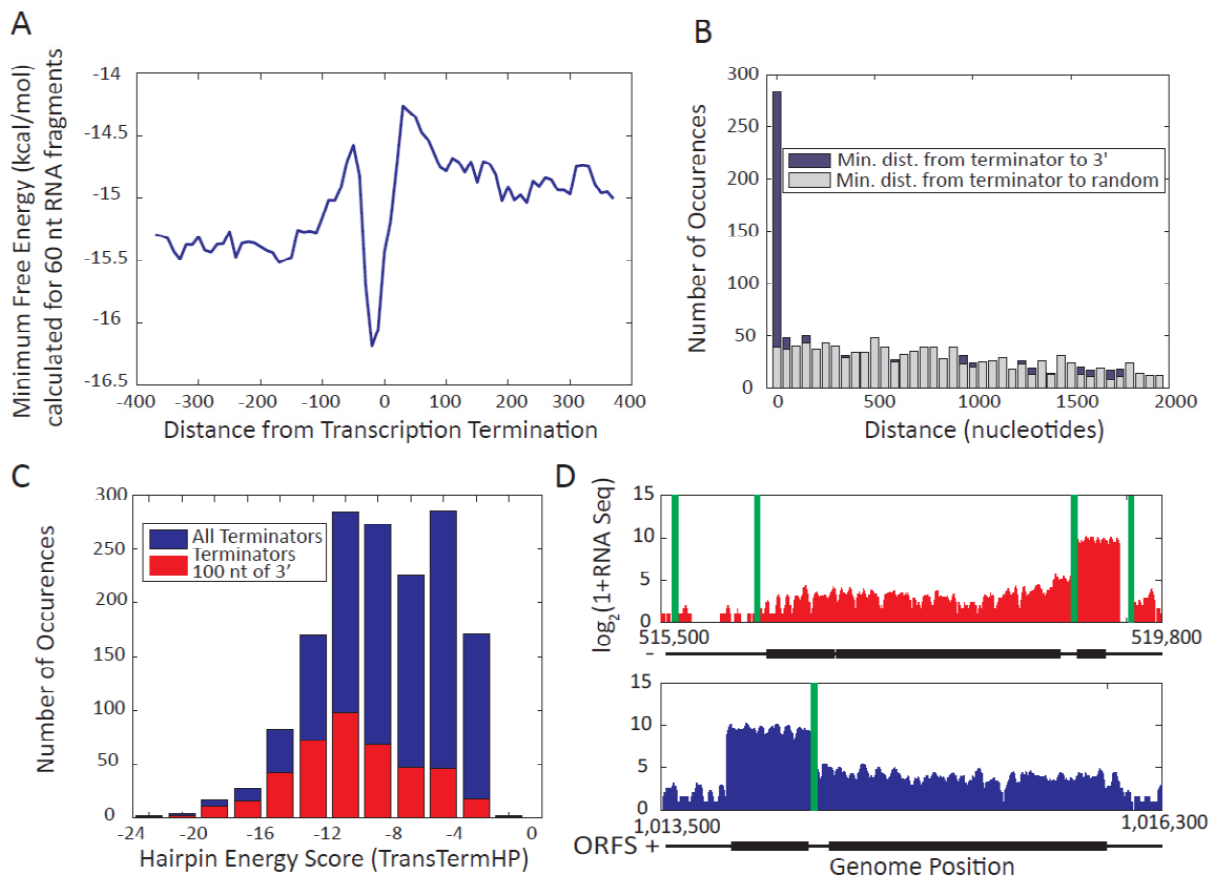 A
Minimum Free Energy (kcal/mol)
calculated for 60 nt RNA fragments
-14
-14.5
-15
-15.5
-16
-16.5
-400
-300
-200
-100
0
100
200
300
400
Distance from Transcription Termination
B
Number of Occurences
300
250
200
150
100
50
0
Min. dist. from terminator to 3'
Min. dist. from terminator to random
0
500
1000
1500
2000
Distance (nucleotides)
C
Number of Occurences
300
250
200
150
100
50
0
All Terminators
Terminators
100 nt of 3'
-24
-20
-16
-12
-8
-4
0
Hairpin Energy Score (TransTermHP)
D
log2(1+RNA Seq)
15
10
5
0
515,500
519,800
-
15
10
5
0
1,013,500
1,016,300
ORFS +
Genome Position